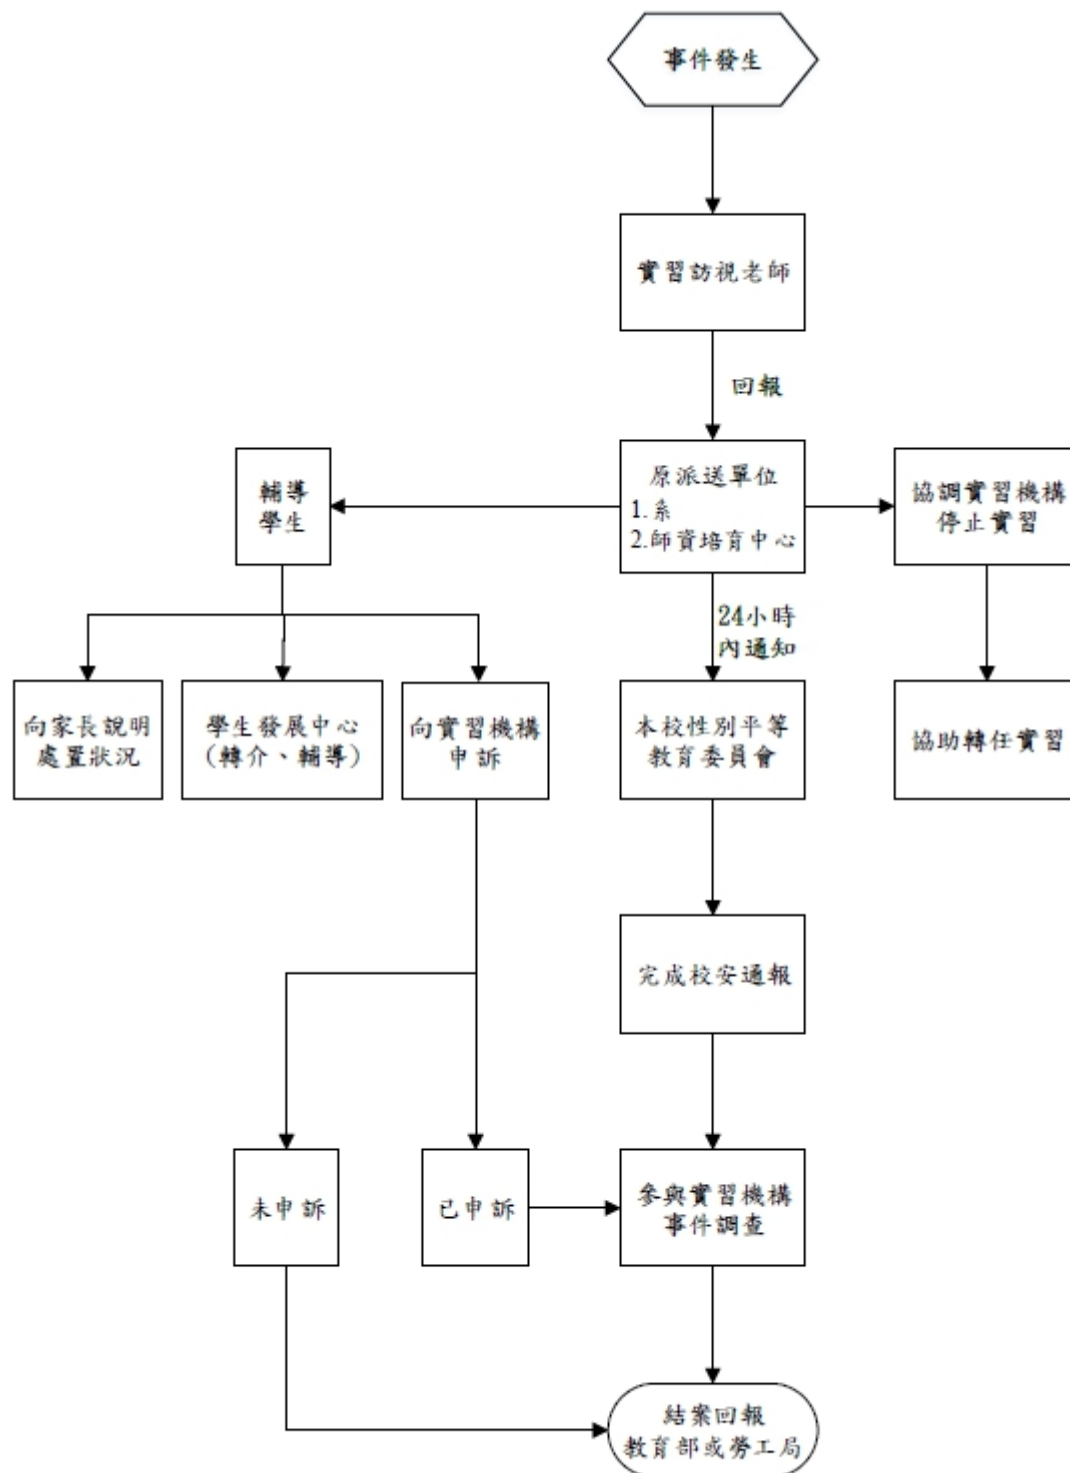 事件發生
實習訪視老師
回報
原派送單位
1.系
2.師資培育中心
輔導
學生
協調實習機構
停止實習
24小時
內通知
向家長說明
處置狀況
學生發展中心
(轉介、輔導)
向實習機構
申訴
本校性別平等
教育委員會
協助轉任實習
完成校安通報
未申訴
已申訴
參與實習機構
事件調查
結案回報
教育部或勞工局